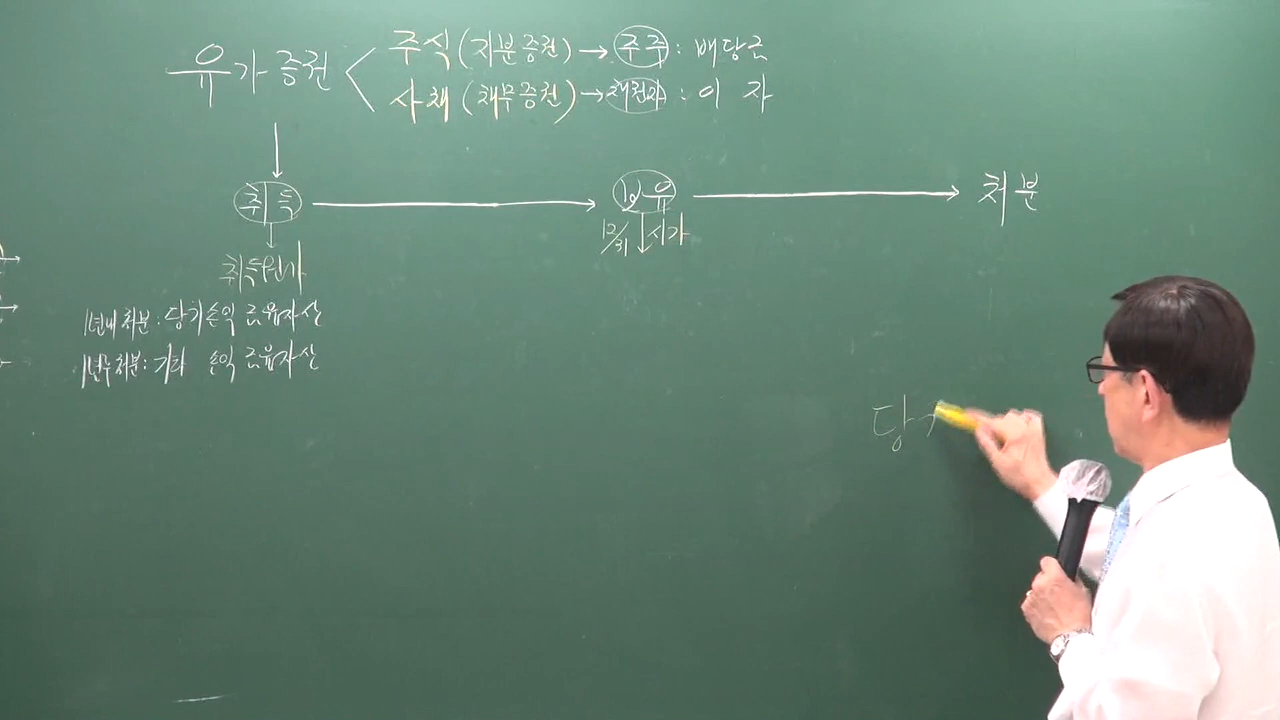 유가증권
주식(지분증권) → 주주 : 배당금
사채(채무증권) → 채권자 : 이 자
취득 → 보유 → 처분
12/31 시가
취득원가
1년내 처분 : 당기손익 금융자산
1년후 처분 : 기타 손익 금융자산
당